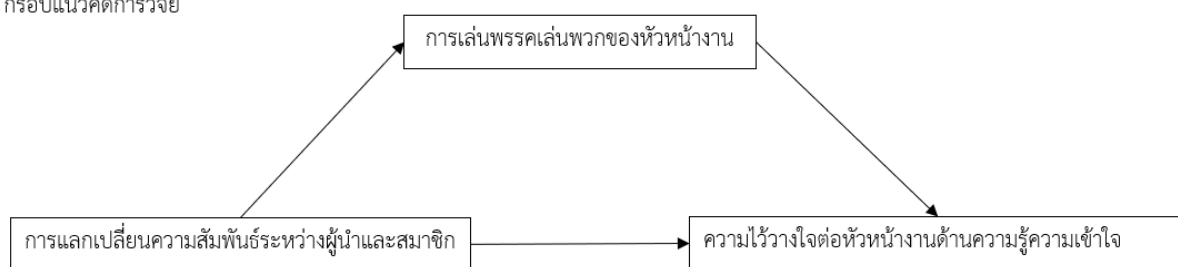 กรอบแนวคิดการวิจัย
การเล่นพรรคเล่นพวกของหัวหน้างาน
การแลกเปลี่ยนความสัมพันธ์ระหว่างผู้นำและสมาชิก
ความไว้วางใจต่อหัวหน้างานด้านความรู้ความเข้าใจ